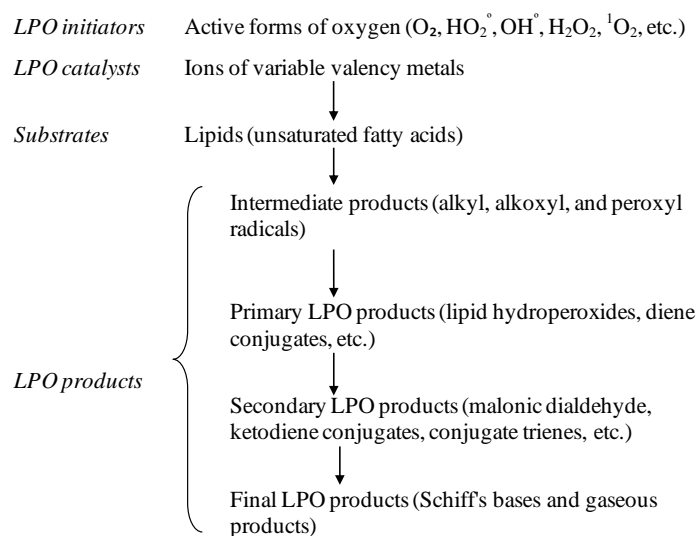 LPO initiators Active forms of oxygen (O₂, HO₂°, OH°, H₂O₂, ¹O₂, etc.)
LPO catalysts Ions of variable valency metals
Substrates Lipids (unsaturated fatty acids)
Intermediate products (alkyl, alkoxyl, and peroxyl
radicals)
Primary LPO products (lipid hydroperoxides, diene
conjugates, etc.)
LPO products
Secondary LPO products (malonic dialdehyde,
ketodiene conjugates, conjugate trienes, etc.)
Final LPO products (Schiff's bases and gaseous
products)